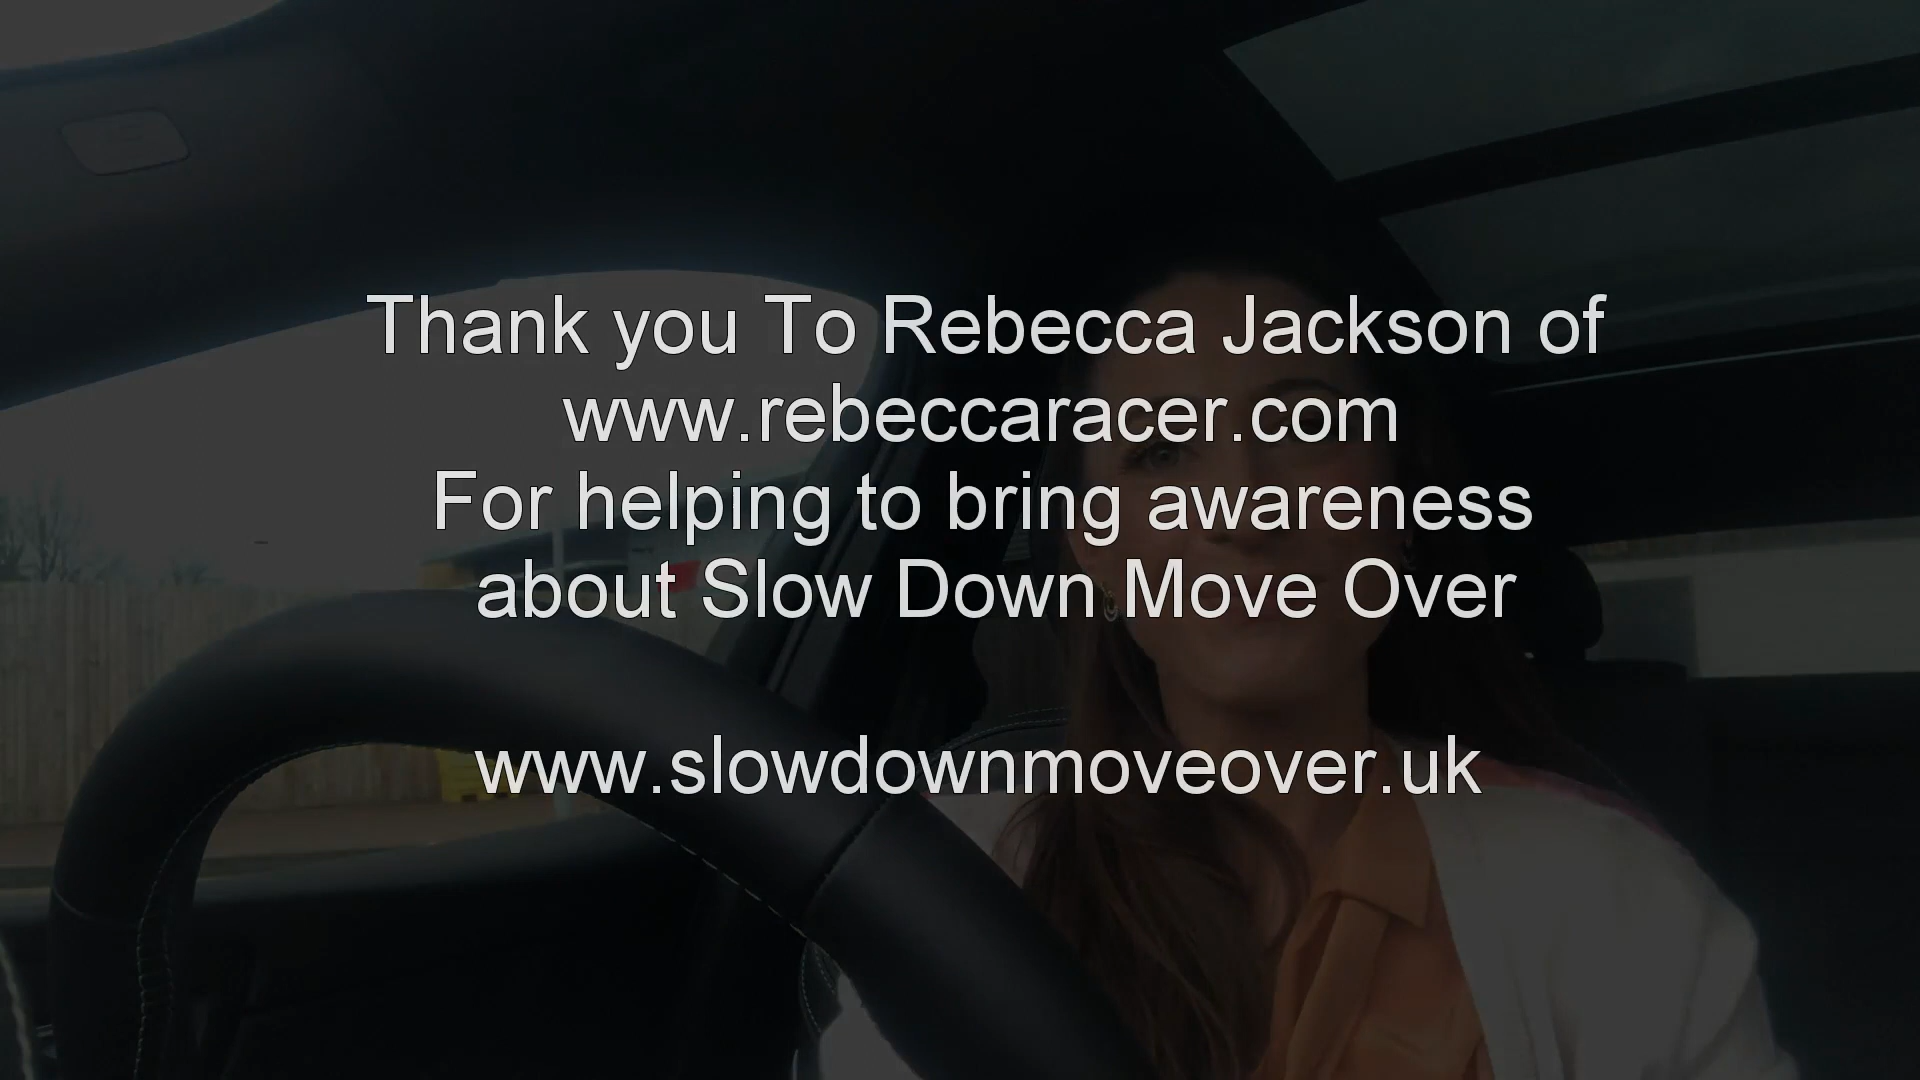 Thank you To Rebecca Jackson of
www.rebeccaracer.com
For helping to bring awareness
about Slow Down Move Over
www.slowdownmoveover.uk